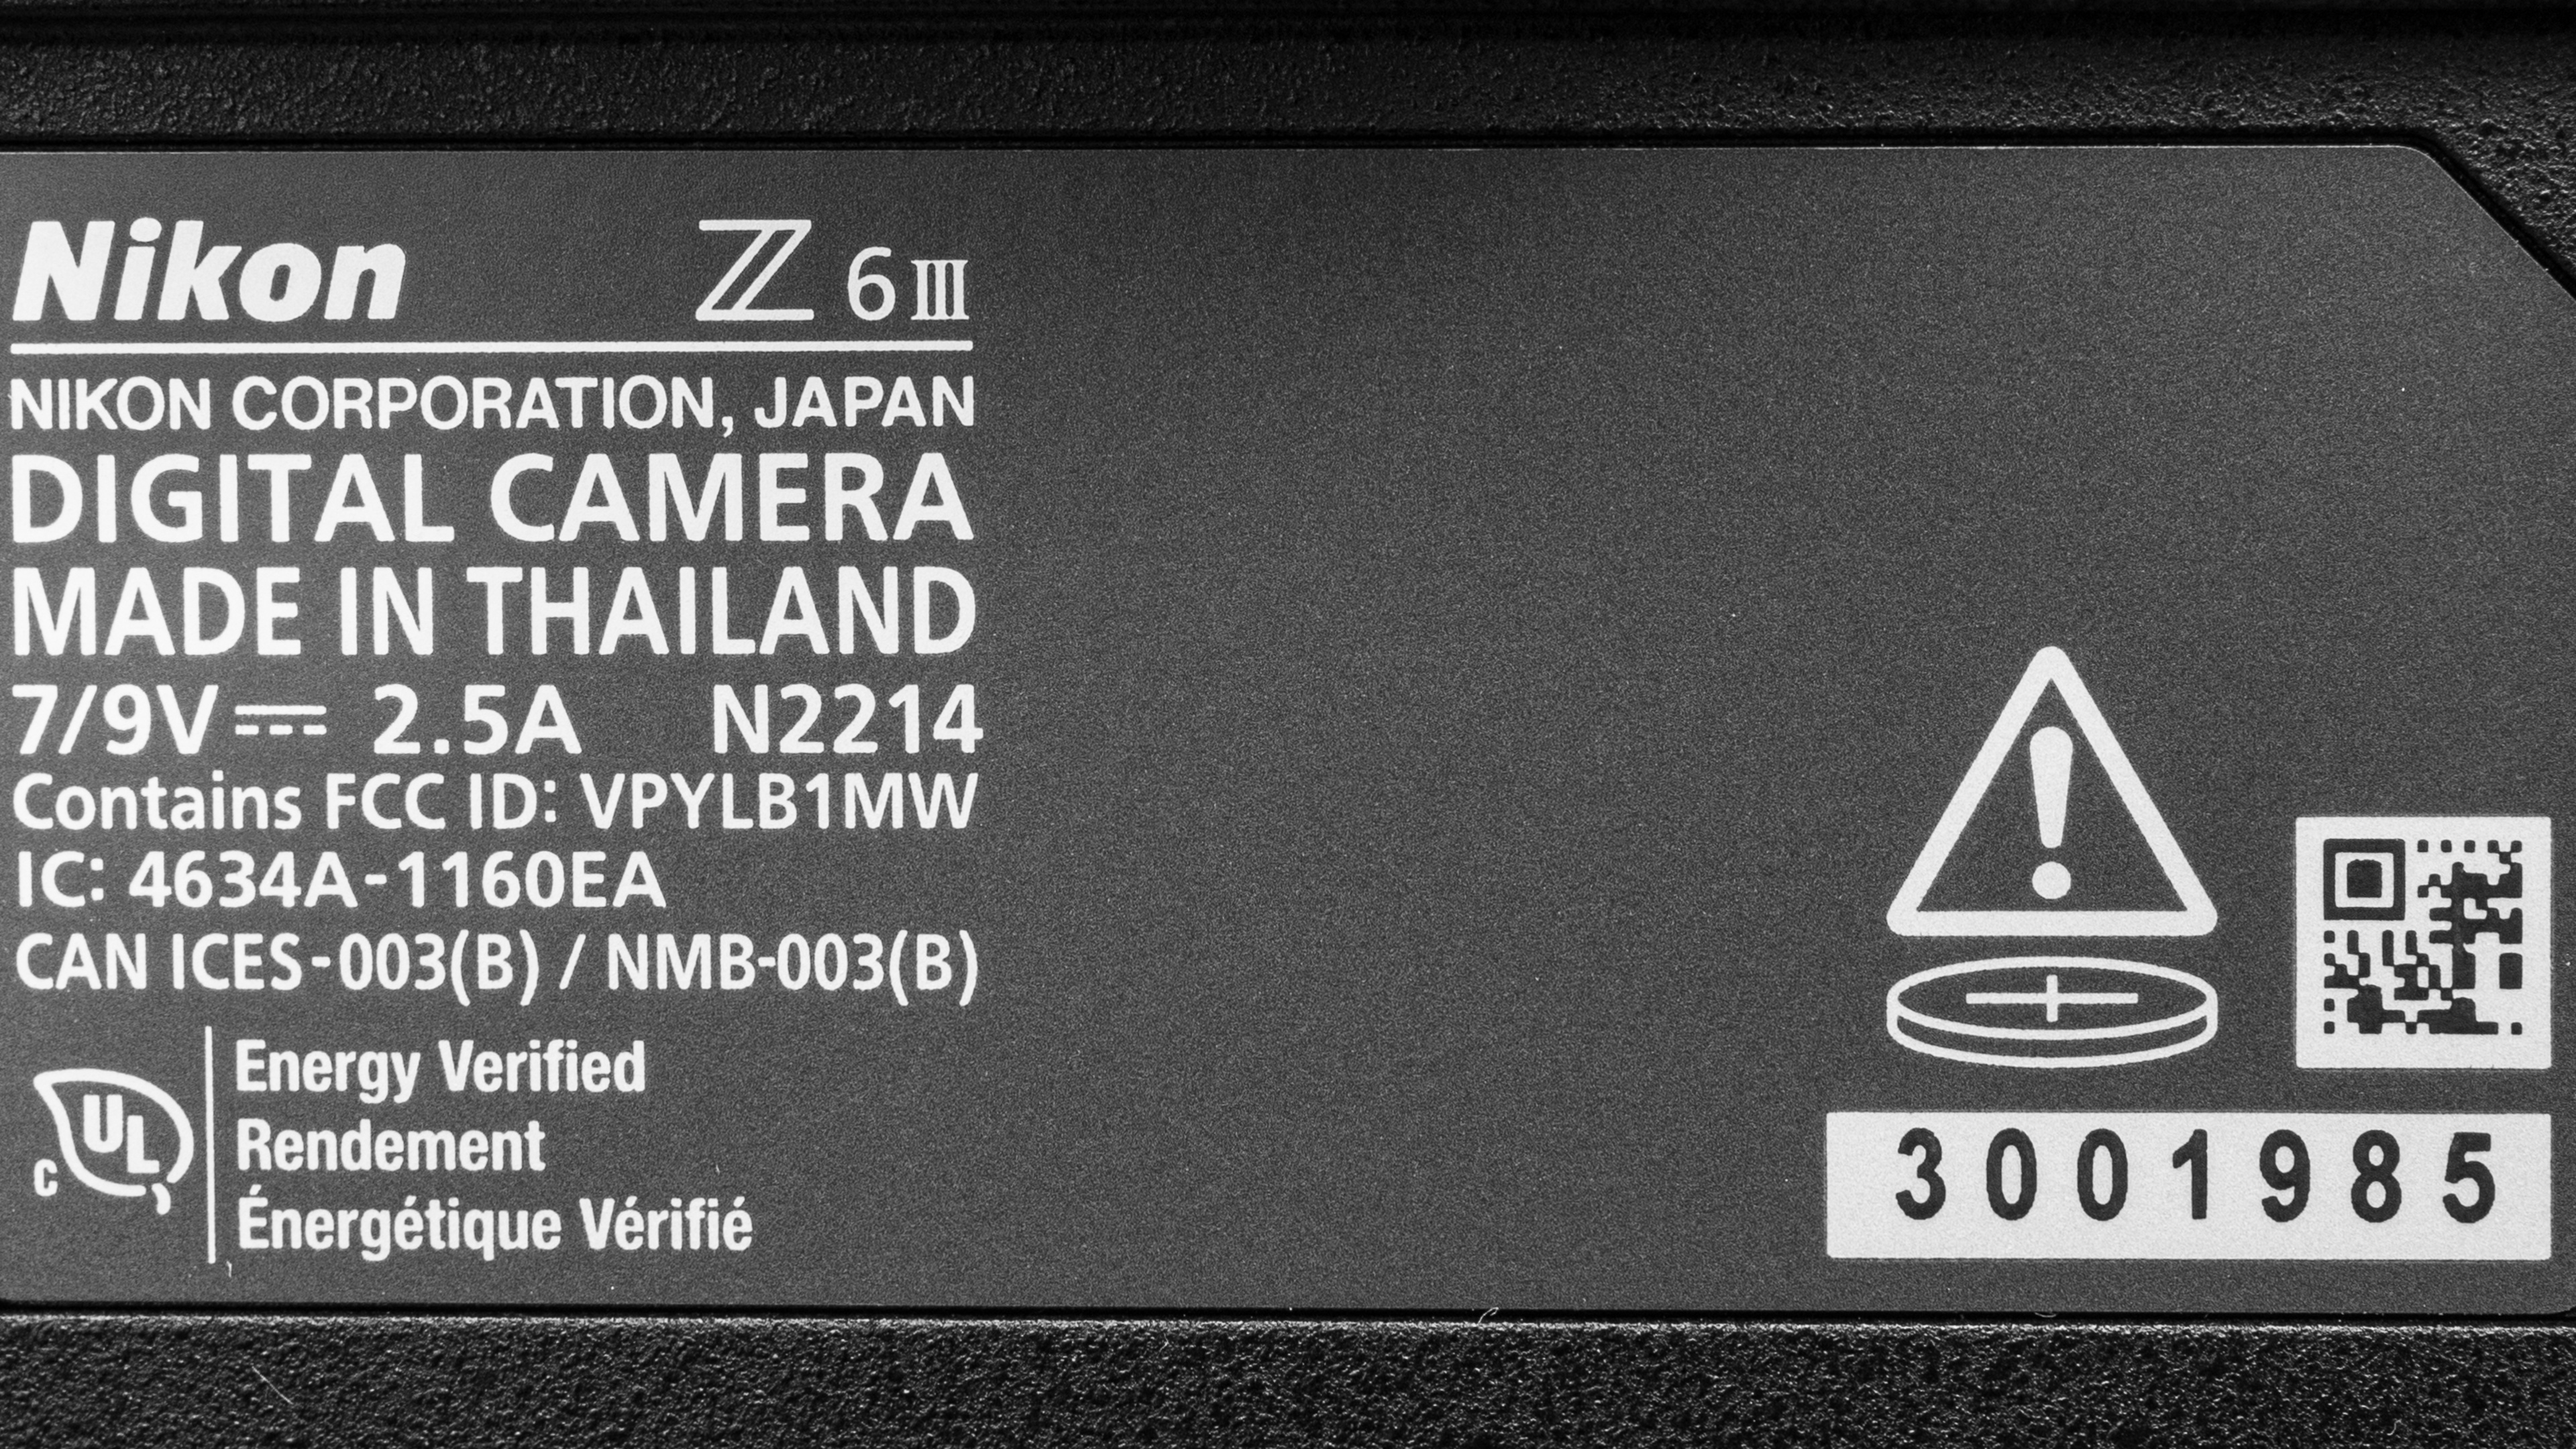 Nikon Z 6III
NIKON CORPORATION, JAPAN
DIGITAL CAMERA
MADE IN THAILAND
7/9V⎓ 2.5A N2214
Contains FCC ID: VPYLB1MW
IC: 4634A-1160EA
CAN ICES-003(B) / NMB-003(B)
c UL
Energy Verified
Rendement
Énergétique Vérifié
3001985